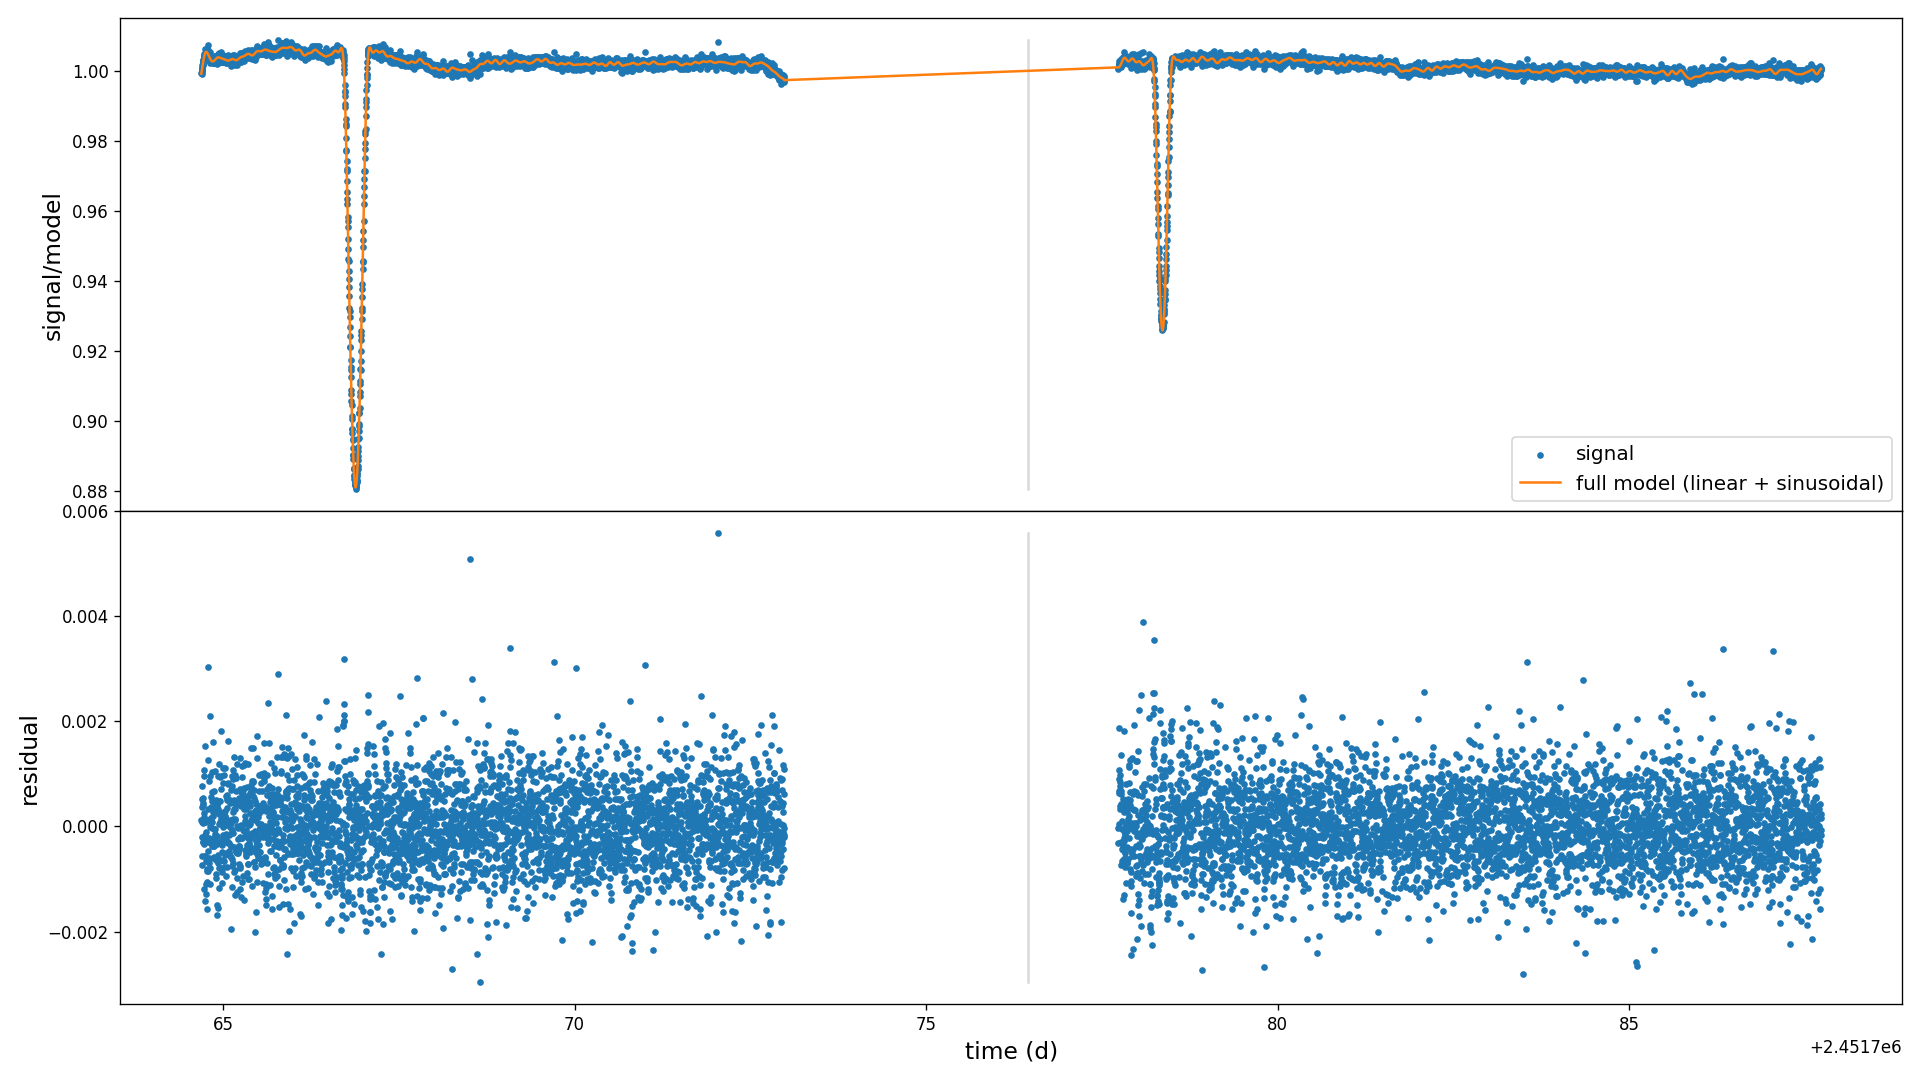 signal/model
1.00
0.98
0.96
0.94
0.92
0.90
0.88
signal
full model (linear + sinusoidal)
residual
0.006
0.004
0.002
0.000
−0.002
65
70
75
80
85
time (d)
+2.4517e6